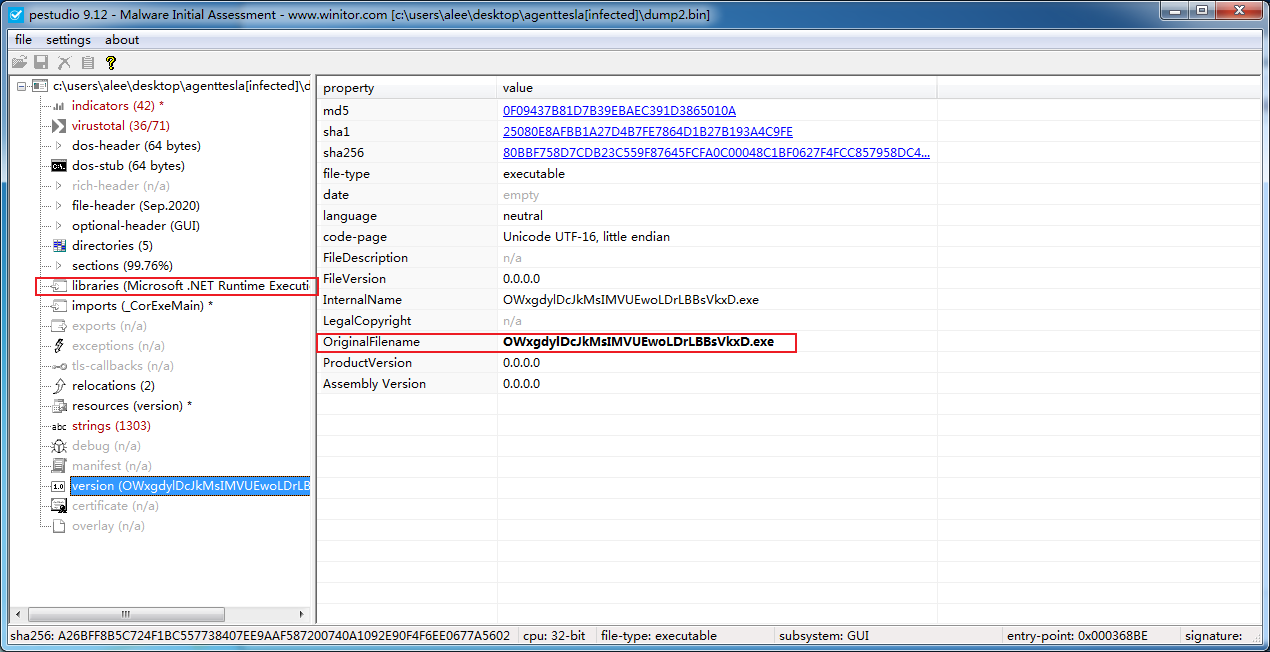 pestudio 9.12 - Malware Initial Assessment - www.winitor.com [c:\users\alee\desktop\agenttesla[infected]\dump2.bin]
file settings about
c:\users\alee\desktop\agenttesla[infected]\d
indicators (42) *
virustotal (36/71)
dos-header (64 bytes)
dos-stub (64 bytes)
rich-header (n/a)
file-header (Sep.2020)
optional-header (GUI)
directories (5)
sections (99.76%)
libraries (Microsoft .NET Runtime Executi
imports (_CorExeMain) *
exports (n/a)
exceptions (n/a)
tls-callbacks (n/a)
relocations (2)
resources (version) *
abc strings (1303)
debug (n/a)
manifest (n/a)
1.0 version (OWxgdylDcJkMsIMVUEwoLDrLB
certificate (n/a)
overlay (n/a)
property value
md5 0F09437B81D7B39EBAEC391D3865010A
sha1 25080E8AFBB1A27D4B7FE7864D1B27B193A4C9FE
sha256 80BBF758D7CDB23C559F87645FCFA0C00048C1BF0627F4FCC857958DC4...
file-type executable
date empty
language neutral
code-page Unicode UTF-16, little endian
FileDescription n/a
FileVersion 0.0.0.0
InternalName OWxgdylDcJkMsIMVUEwoLDrLBBsVkxD.exe
LegalCopyright n/a
OriginalFilename OWxgdylDcJkMsIMVUEwoLDrLBBsVkxD.exe
ProductVersion 0.0.0.0
Assembly Version 0.0.0.0
sha256: A26BFF8B5C724F1BC557738407EE9AAF587200740A1092E90F4F6EE0677A5602 cpu: 32-bit file-type: executable subsystem: GUI entry-point: 0x000368BE signature: